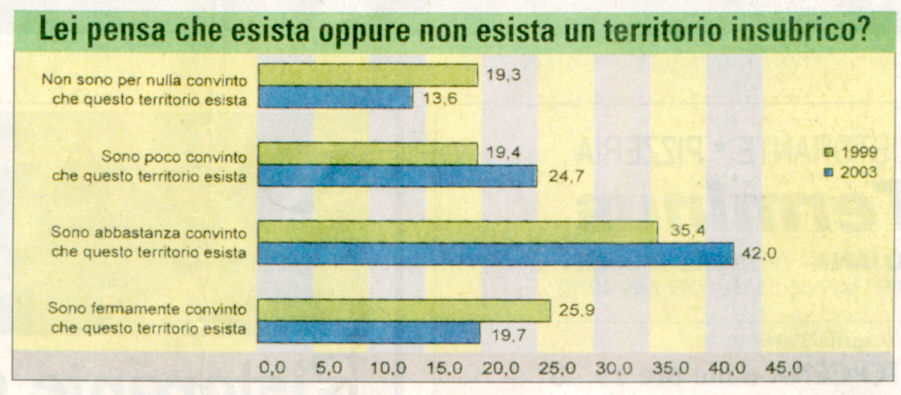 Lei pensa che esista oppure non esista un territorio insubrico?
Non sono per nulla convinto
che questo territorio esista
19,3
13,6
Sono poco convinto
che questo territorio esista
19,4
24,7
Sono abbastanza convinto
che questo territorio esista
35,4
42,0
Sono fermamente convinto
che questo territorio esista
25,9
19,7
1999
2003
0,0 5,0 10,0 15,0 20,0 25,0 30,0 35,0 40,0 45,0